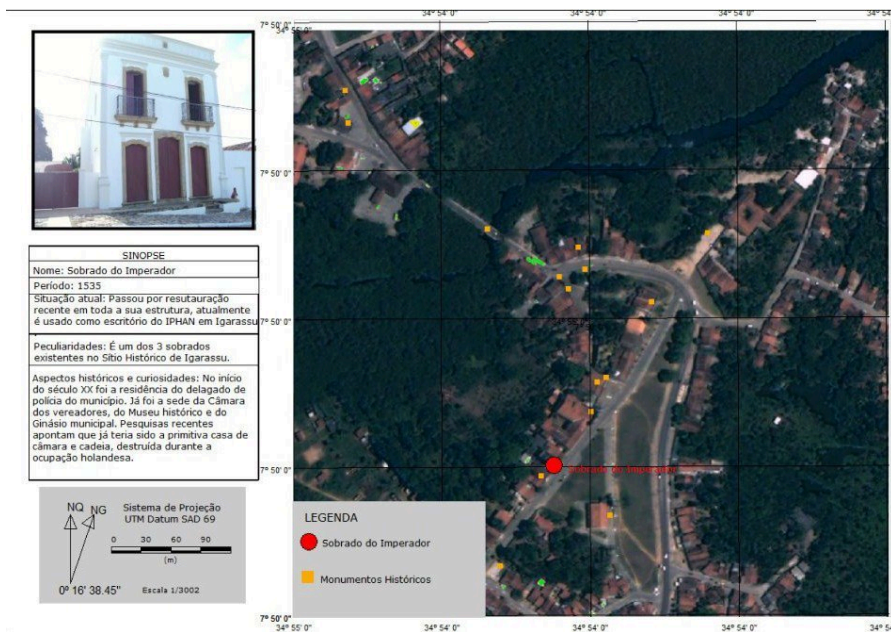 34° 54' 0"
34° 54' 0"
34° 54' 0"
34° 54
34° 55' 0"
7° 50' 0"
7° 50' 0"
7° 50' 0"
7° 50' 0"
7° 50' 0"
34° 55' 0"
34° 54' 0"
34° 54' 0"
34° 54' 0"
34° 54
SINOPSE
Nome: Sobrado do Imperador
Período: 1535
Situação atual: Passou por resutauração
recente em toda a sua estrutura, atualmente
é usado como escritório do IPHAN em Igarassu
Peculiaridades: É um dos 3 sobrados
existentes no Sítio Histórico de Igarassu.
Aspectos históricos e curiosidades: No início
do século XX foi a residência do delagado de
polícia do município. Já foi a sede da Câmara
dos vereadores, do Museu histórico e do
Ginásio municipal. Pesquisas recentes
apontam que já teria sido a primitiva casa de
câmara e cadeia, destruída durante a
ocupação holandesa.
NQ NG
0° 16' 38.45"
Sistema de Projeção
UTM Datum SAD 69
0 30 60 90
(m)
Escala 1/3002
Sobrado do Imperador
LEGENDA
Sobrado do Imperador
Monumentos Históricos